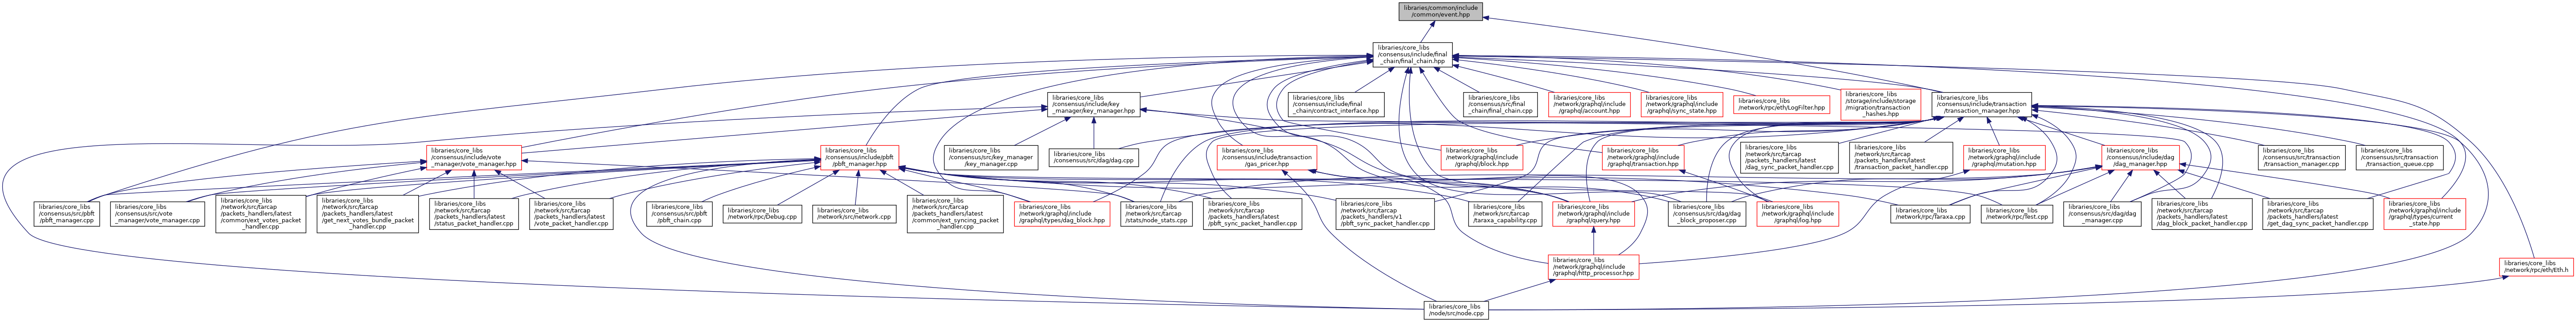 libraries/common/include
/common/event.hpp
libraries/core_libs
/consensus/include/final
_chain/final_chain.hpp
libraries/core_libs
/consensus/include/key
_manager/key_manager.hpp
libraries/core_libs
/consensus/include/final
_chain/contract_interface.hpp
libraries/core_libs
/consensus/src/final
_chain/final_chain.cpp
libraries/core_libs
/network/graphql/include
/graphql/account.hpp
libraries/core_libs
/network/graphql/include
/graphql/sync_state.hpp
libraries/core_libs
/network/rpc/eth/LogFilter.hpp
libraries/core_libs
/storage/include/storage
/migration/transaction
_hashes.hpp
libraries/core_libs
/consensus/include/transaction
/transaction_manager.hpp
libraries/core_libs
/consensus/include/vote
_manager/vote_manager.hpp
libraries/core_libs
/consensus/include/pbft
/pbft_manager.hpp
libraries/core_libs
/consensus/src/key_manager
/key_manager.cpp
libraries/core_libs
/consensus/src/dag/dag.cpp
libraries/core_libs
/consensus/include/transaction
/gas_pricer.hpp
libraries/core_libs
/network/graphql/include
/graphql/block.hpp
libraries/core_libs
/network/graphql/include
/graphql/transaction.hpp
libraries/core_libs
/network/src/tarcap
/packets_handlers/latest
/dag_sync_packet_handler.cpp
libraries/core_libs
/network/src/tarcap
/packets_handlers/latest
/transaction_packet_handler.cpp
libraries/core_libs
/network/graphql/include
/graphql/mutation.hpp
libraries/core_libs
/consensus/include/dag
/dag_manager.hpp
libraries/core_libs
/consensus/src/transaction
/transaction_manager.cpp
libraries/core_libs
/consensus/src/transaction
/transaction_queue.cpp
libraries/core_libs
/consensus/src/pbft
/pbft_manager.cpp
libraries/core_libs
/consensus/src/vote
_manager/vote_manager.cpp
libraries/core_libs
/network/src/tarcap
/packets_handlers/latest
/common/ext_votes_packet
_handler.cpp
libraries/core_libs
/network/src/tarcap
/packets_handlers/latest
/get_next_votes_bundle_packet
_handler.cpp
libraries/core_libs
/network/src/tarcap
/packets_handlers/latest
/status_packet_handler.cpp
libraries/core_libs
/network/src/tarcap
/packets_handlers/latest
/vote_packet_handler.cpp
libraries/core_libs
/consensus/src/pbft
/pbft_chain.cpp
libraries/core_libs
/network/rpc/Debug.cpp
libraries/core_libs
/network/src/network.cpp
libraries/core_libs
/network/src/tarcap
/packets_handlers/latest
/common/ext_syncing_packet
_handler.cpp
libraries/core_libs
/network/graphql/include
/graphql/types/dag_block.hpp
libraries/core_libs
/network/src/tarcap
/stats/node_stats.cpp
libraries/core_libs
/network/src/tarcap
/packets_handlers/latest
/pbft_sync_packet_handler.cpp
libraries/core_libs
/network/src/tarcap
/packets_handlers/v1
/pbft_sync_packet_handler.cpp
libraries/core_libs
/network/src/tarcap
/taraxa_capability.cpp
libraries/core_libs
/network/graphql/include
/graphql/query.hpp
libraries/core_libs
/consensus/src/dag/dag
_block_proposer.cpp
libraries/core_libs
/network/graphql/include
/graphql/log.hpp
libraries/core_libs
/network/rpc/Taraxa.cpp
libraries/core_libs
/network/rpc/Test.cpp
libraries/core_libs
/consensus/src/dag/dag
_manager.cpp
libraries/core_libs
/network/src/tarcap
/packets_handlers/latest
/dag_block_packet_handler.cpp
libraries/core_libs
/network/src/tarcap
/packets_handlers/latest
/get_dag_sync_packet_handler.cpp
libraries/core_libs
/network/graphql/include
/graphql/types/current
_state.hpp
libraries/core_libs
/network/graphql/include
/graphql/http_processor.hpp
libraries/core_libs
/network/rpc/eth/Eth.h
libraries/core_libs
/node/src/node.cpp